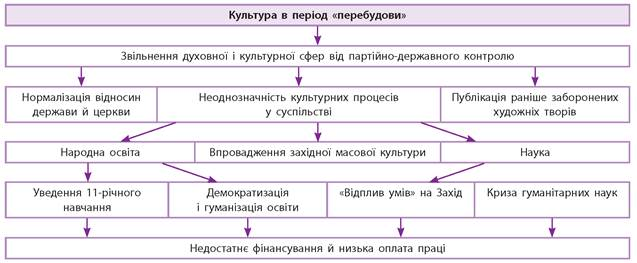 Культура в період «перебудови»
Звільнення духовної і культурної сфер від партійно-державного контролю
Нормалізація відносин
держави й церкви
Неоднозначність культурних процесів
у суспільстві
Публікація раніше заборонених
художніх творів
Народна освіта
Впровадження західної масової культури
Наука
Уведення 11-річного
навчання
Демократизація
і гуманізація освіти
«Відплив умів» на Захід
Криза гуманітарних наук
Недостатнє фінансування й низька оплата праці